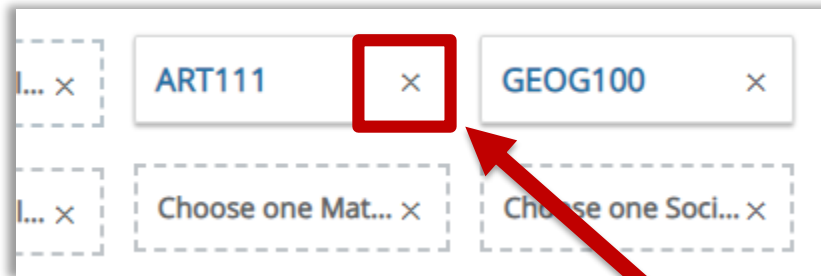 l... × ART111 × GEOG100 ×
l... × Choose one Mat... × Choose one Soci... ×